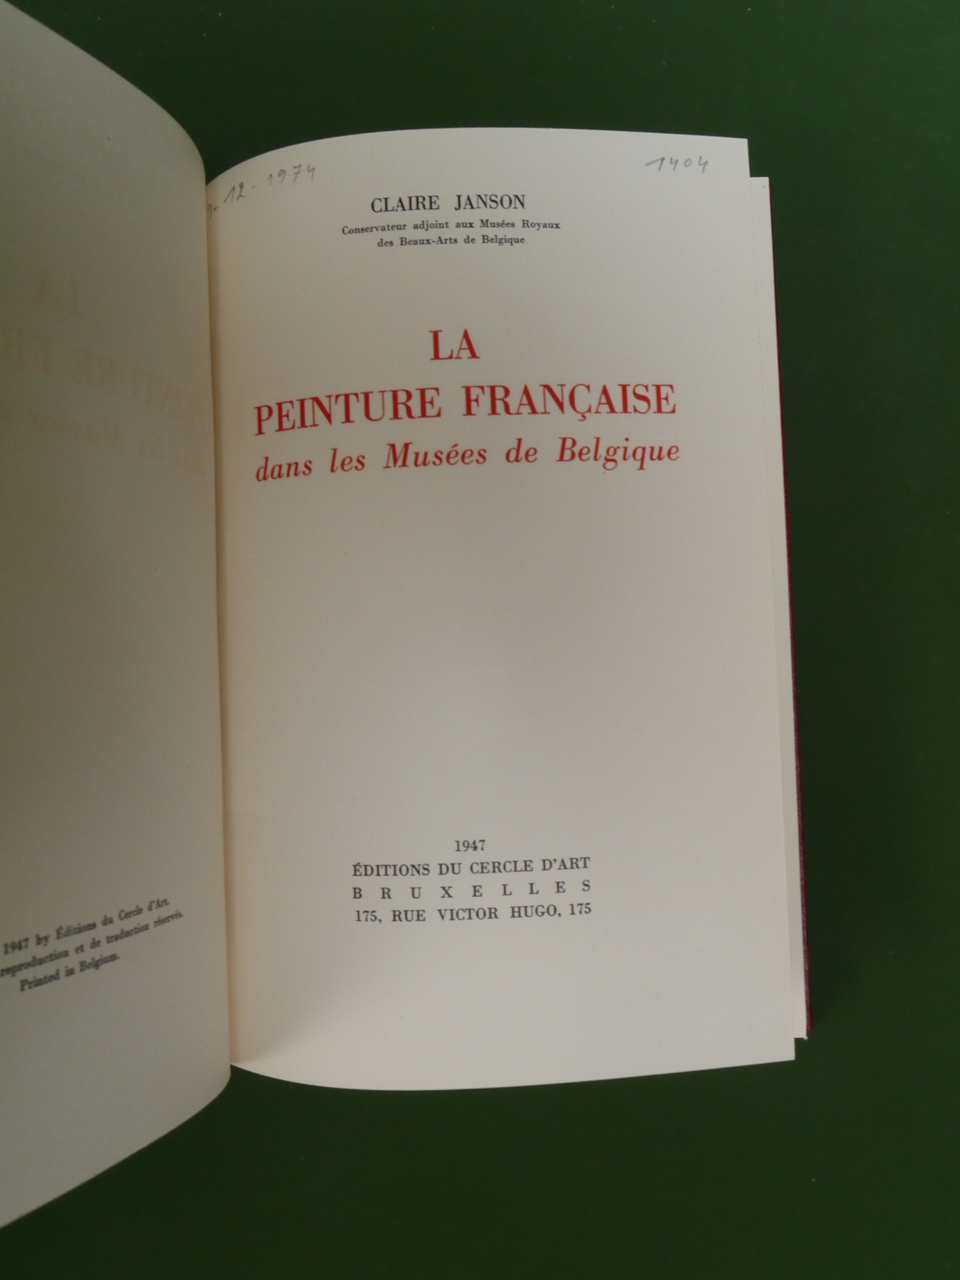 1947 by Éditions du Cercle d'Art.
reproduction et de traduction réservés.
Printed in Belgium.
12-1974
1404
CLAIRE JANSON
Conservateur adjoint aux Musées Royaux
des Beaux-Arts de Belgique
LA
PEINTURE FRANÇAISE
dans les Musées de Belgique
1947
ÉDITIONS DU CERCLE D'ART
BRUXELLES
175, RUE VICTOR HUGO, 175